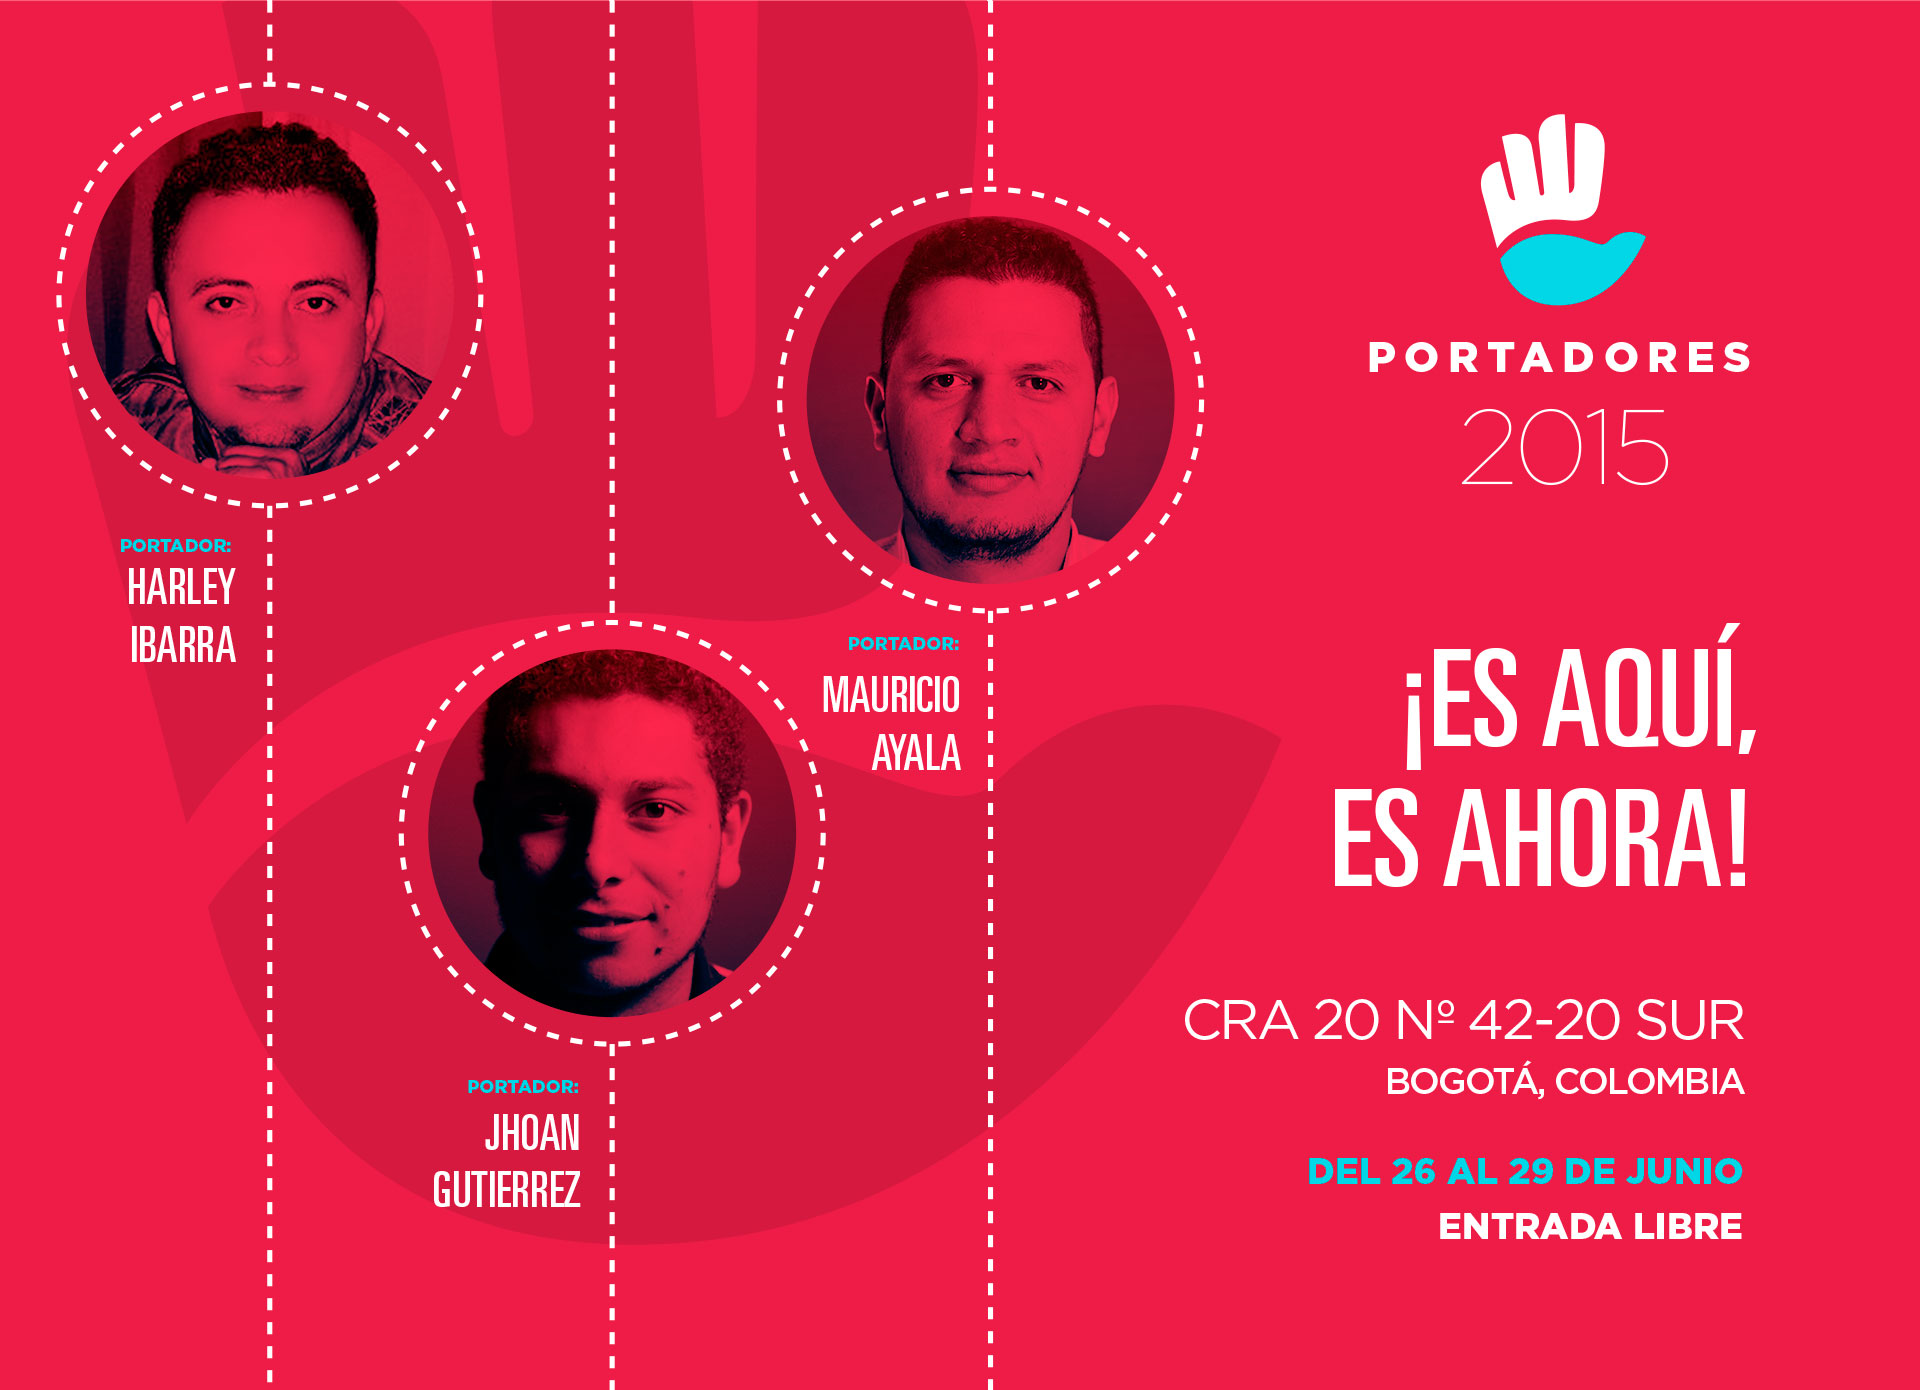 PORTADOR:
HARLEY
IBARRA
PORTADOR:
JHOAN
GUTIERREZ
PORTADOR:
MAURICIO
AYALA
PORTADORES
2015
¡ES AQUÍ,
ES AHORA!
CRA 20 Nº 42-20 SUR
BOGOTÁ, COLOMBIA
DEL 26 AL 29 DE JUNIO
ENTRADA LIBRE